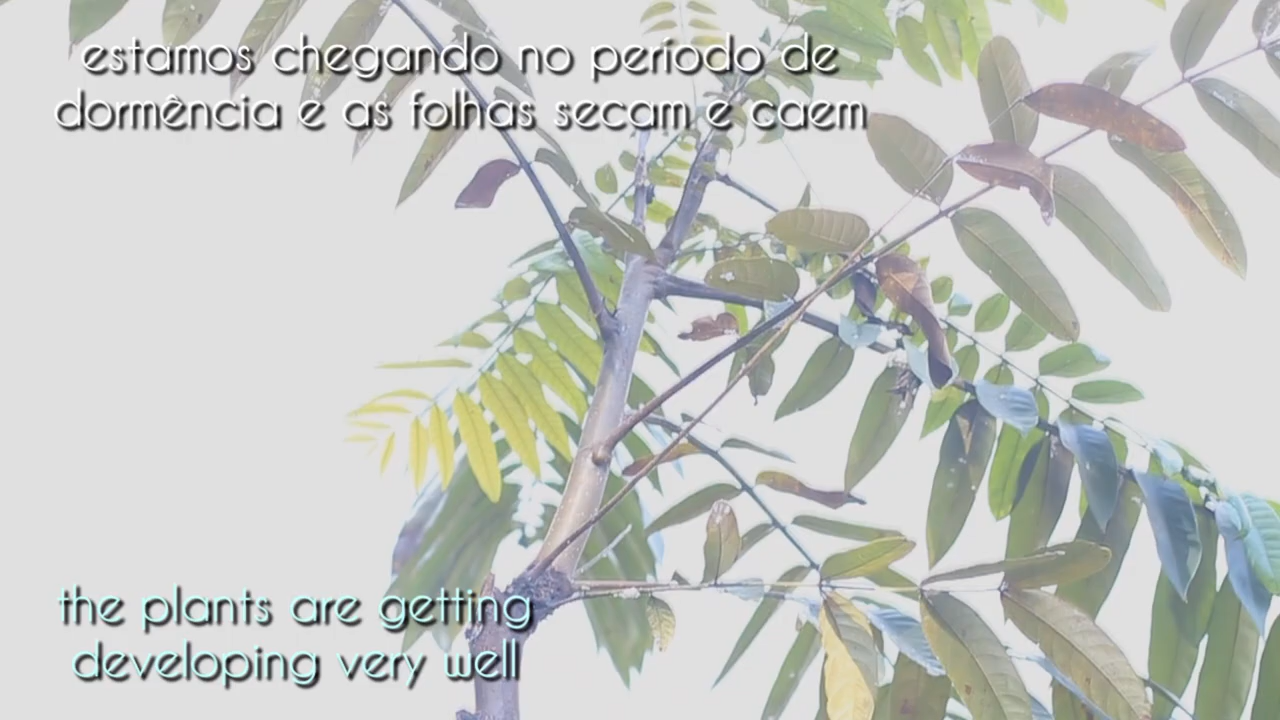 estamos chegando no período de
dormência e as folhas secam e caem
the plants are getting
developing very well